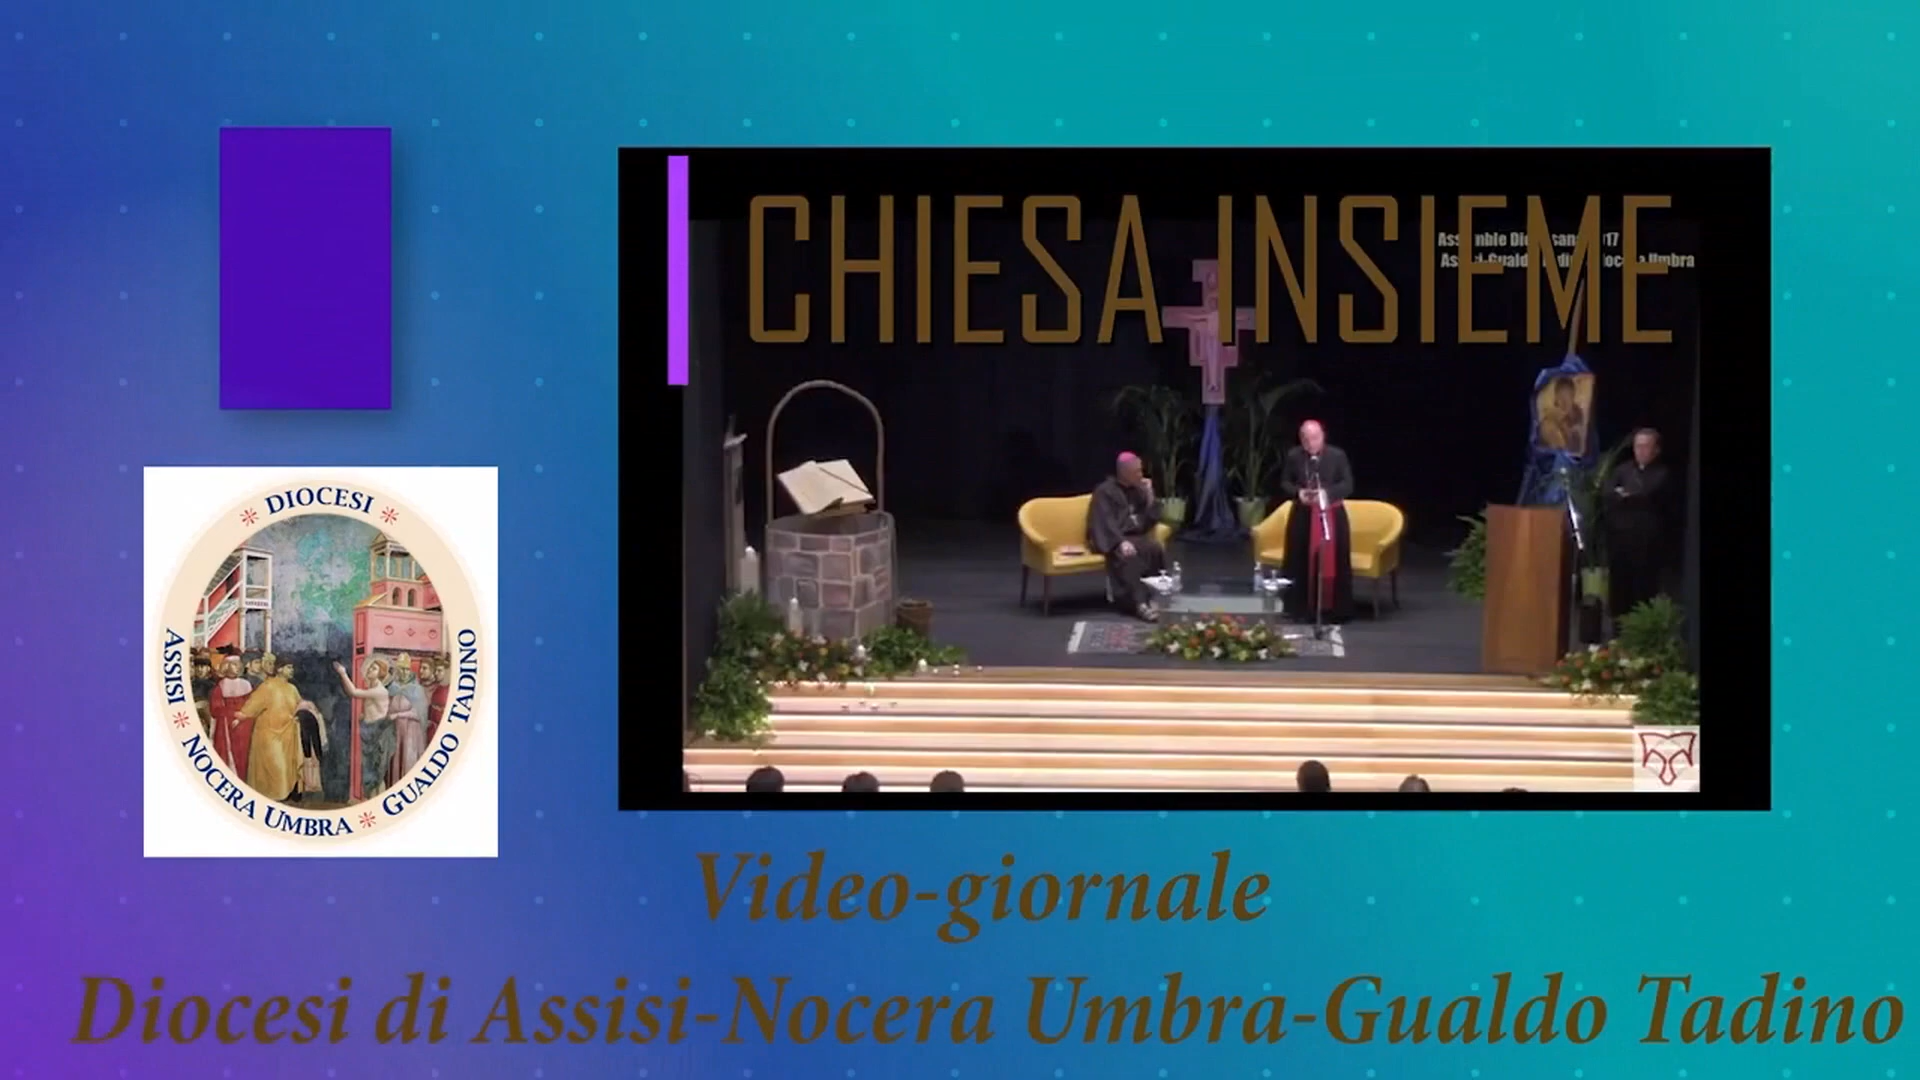 CHIESA INSIEME
DIOCESI
ASSISI * NOCERA UMBRA * GUALDO TADINO
Video-giornale
Diocesi di Assisi-Nocera Umbra-Gualdo Tadino